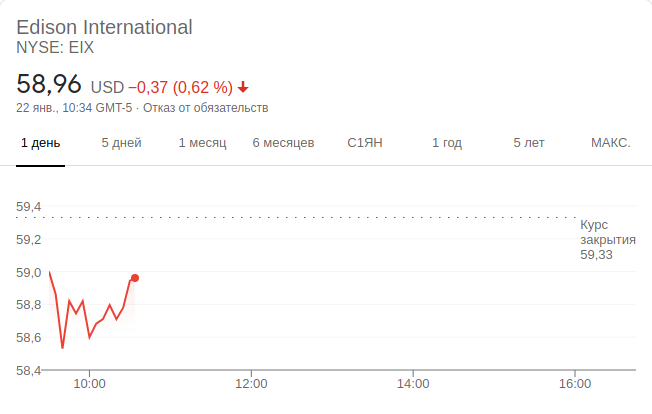 Edison International
NYSE: EIX
58,96 USD −0,37 (0,62 %)
22 янв., 10:34 GMT-5 · Отказ от обязательств
1 день 5 дней 1 месяц 6 месяцев С1ЯН 1 год 5 лет МАКС.
59,4
Курс
закрытия
59,33
59,2
59,0
58,8
58,6
58,4
10:00 12:00 14:00 16:00